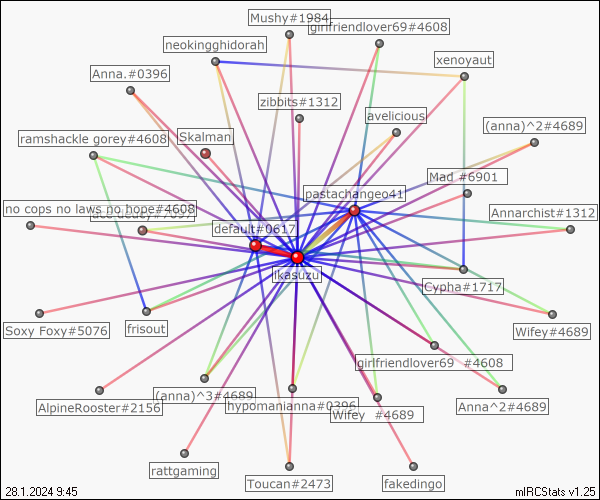 Mushy#1984
girlfriendlover69#4608
neokingghidorah
xenoyaut
Anna.#0396
zibbits#1312
avelicious
(anna)^2#4689
ramshackle gorey#4608
Skalman
Mad #6901
pastachangeo41
no cops no laws no hope#4608
Annarchist#1312
default#0617
ikasuzu
Cypha#1717
Soxy Foxy#5076
frisout
Wifey#4689
girlfriendlover69 #4608
(anna)^3#4689
AlpineRooster#2156
hypomanianna#0396
Wifey #4689
Anna^2#4689
rattgaming
Toucan#2473
fakedingo
28.1.2024 9:45
mIRCStats v1.25